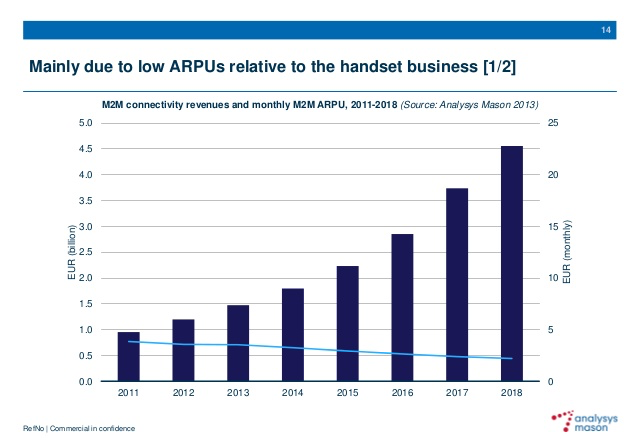 14
Mainly due to low ARPUs relative to the handset business [1/2]
M2M connectivity revenues and monthly M2M ARPU, 2011-2018 (Source: Analysys Mason 2013)
5.0
4.5
4.0
3.5
3.0
2.5
2.0
1.5
1.0
0.5
0.0
EUR (billion)
25
20
15
10
5
0
EUR (monthly)
2011 2012 2013 2014 2015 2016 2017 2018
RefNo | Commercial in confidence
analysys
mason